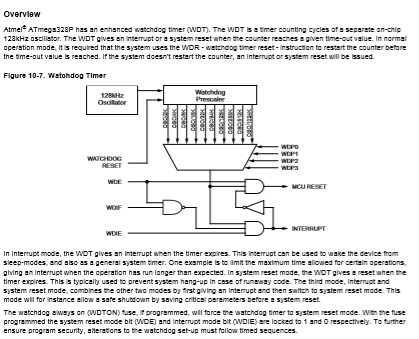 Overview
Atmel® ATmega328P has an enhanced watchdog timer (WDT). The WDT is a timer counting cycles of a separate on-chip
128kHz oscillator. The WDT gives an interrupt or a system reset when the counter reaches a given time-out value. In normal
operation mode, it is required that the system uses the WDR - watchdog timer reset - instruction to restart the counter before
the time-out value is reached. If the system doesn't restart the counter, an interrupt or system reset will be issued.
Figure 10-7. Watchdog Timer
128kHz
Oscillator
Watchdog
Prescaler
OSC/2K
OSC/4K
OSC/8K
OSC/16K
OSC/32K
OSC/64K
OSC/128K
OSC/256K
OSC/512K
OSC/1024K
WATCHDOG
RESET
WDP0
WDP1
WDP2
WDP3
WDE
MCU RESET
WDIF
INTERRUPT
WDIE
In interrupt mode, the WDT gives an interrupt when the timer expires. This interrupt can be used to wake the device from
sleep-modes, and also as a general system timer. One example is to limit the maximum time allowed for certain operations,
giving an interrupt when the operation has run longer than expected. In system reset mode, the WDT gives a reset when the
timer expires. This is typically used to prevent system hang-up in case of runaway code. The third mode, interrupt and
system reset mode, combines the other two modes by first giving an interrupt and then switch to system reset mode. This
mode will for instance allow a safe shutdown by saving critical parameters before a system reset.
The watchdog always on (WDTON) fuse, if programmed, will force the watchdog timer to system reset mode. With the fuse
programmed the system reset mode bit (WDE) and interrupt mode bit (WDIE) are locked to 1 and 0 respectively. To further
ensure program security, alterations to the watchdog set-up must follow timed sequences.